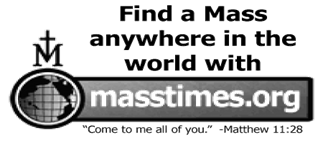 Find a Mass
anywhere in the
world with
masstimes.org
“Come to me all of you.” -Matthew 11:28